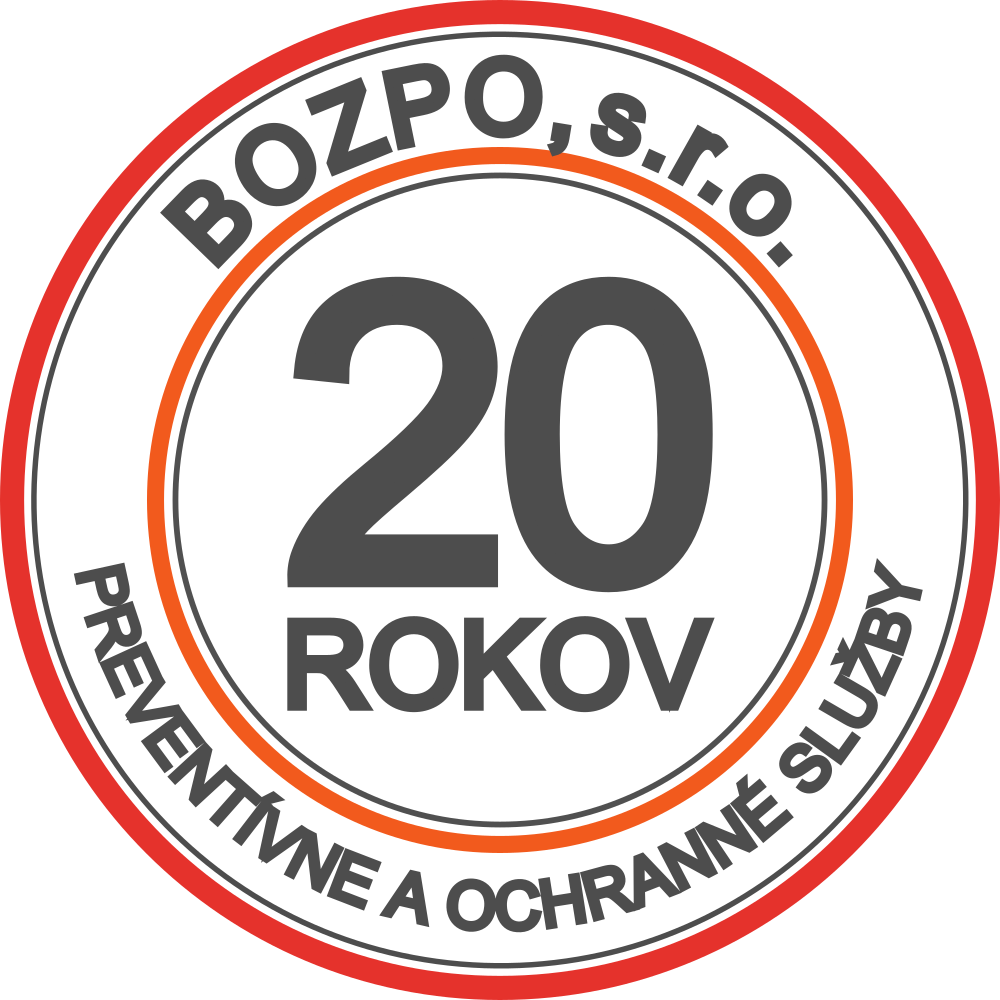 BOZPO,s.r.o.
20
ROKOV
PREVENTÍVNE A OCHRANNÉ SLUŽBY